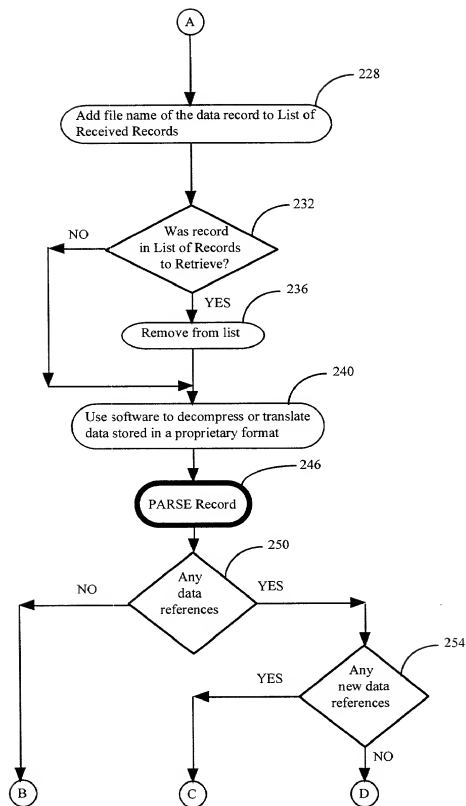 A
228
Add file name of the data record to List of
Received Records
232
NO
Was record
in List of Records
to Retrieve?
YES
236
Remove from list
240
Use software to decompress or translate
data stored in a proprietary format
246
PARSE Record
250
Any
data
references
NO
YES
254
Any
new data
references
YES
NO
B
C
D